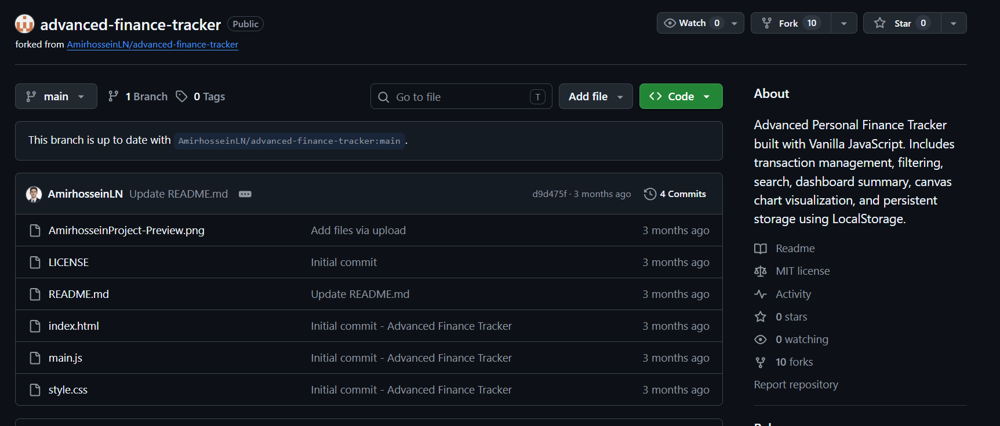 advanced-finance-tracker Public
Watch 0 Fork 10 Star 0
forked from AmirhosseinLN/advanced-finance-tracker
main 1 Branch 0 Tags Go to file T Add file Code
This branch is up to date with AmirhosseinLN/advanced-finance-tracker:main .
AmirhosseinLN Update README.md d9d475f · 3 months ago 4 Commits
AmirhosseinProject-Preview.png Add files via upload 3 months ago
LICENSE Initial commit 3 months ago
README.md Update README.md 3 months ago
index.html Initial commit - Advanced Finance Tracker 3 months ago
main.js Initial commit - Advanced Finance Tracker 3 months ago
style.css Initial commit - Advanced Finance Tracker 3 months ago
About
Advanced Personal Finance Tracker
built with Vanilla JavaScript. Includes
transaction management, filtering,
search, dashboard summary, canvas
chart visualization, and persistent
storage using LocalStorage.
Readme
MIT license
Activity
0 stars
0 watching
10 forks
Report repository